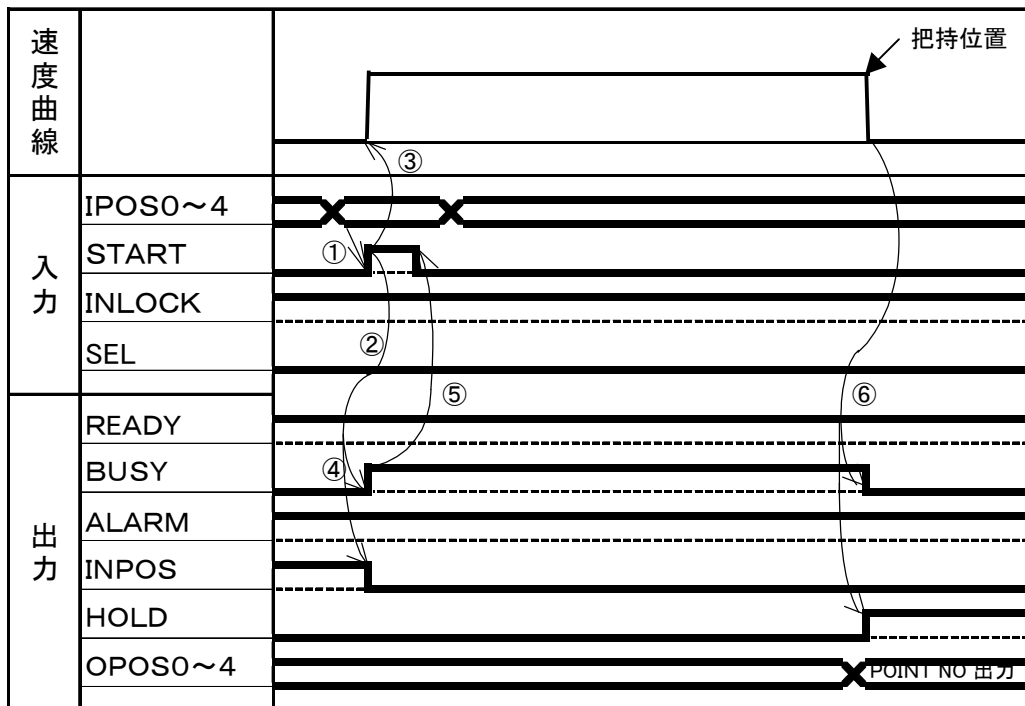 速度曲線
把持位置
③
入力
IPOS0～4
START
①
INLOCK
②
SEL
⑤
⑥
出力
READY
BUSY
④
ALARM
INPOS
HOLD
OPOS0～4
POINT NO 出力